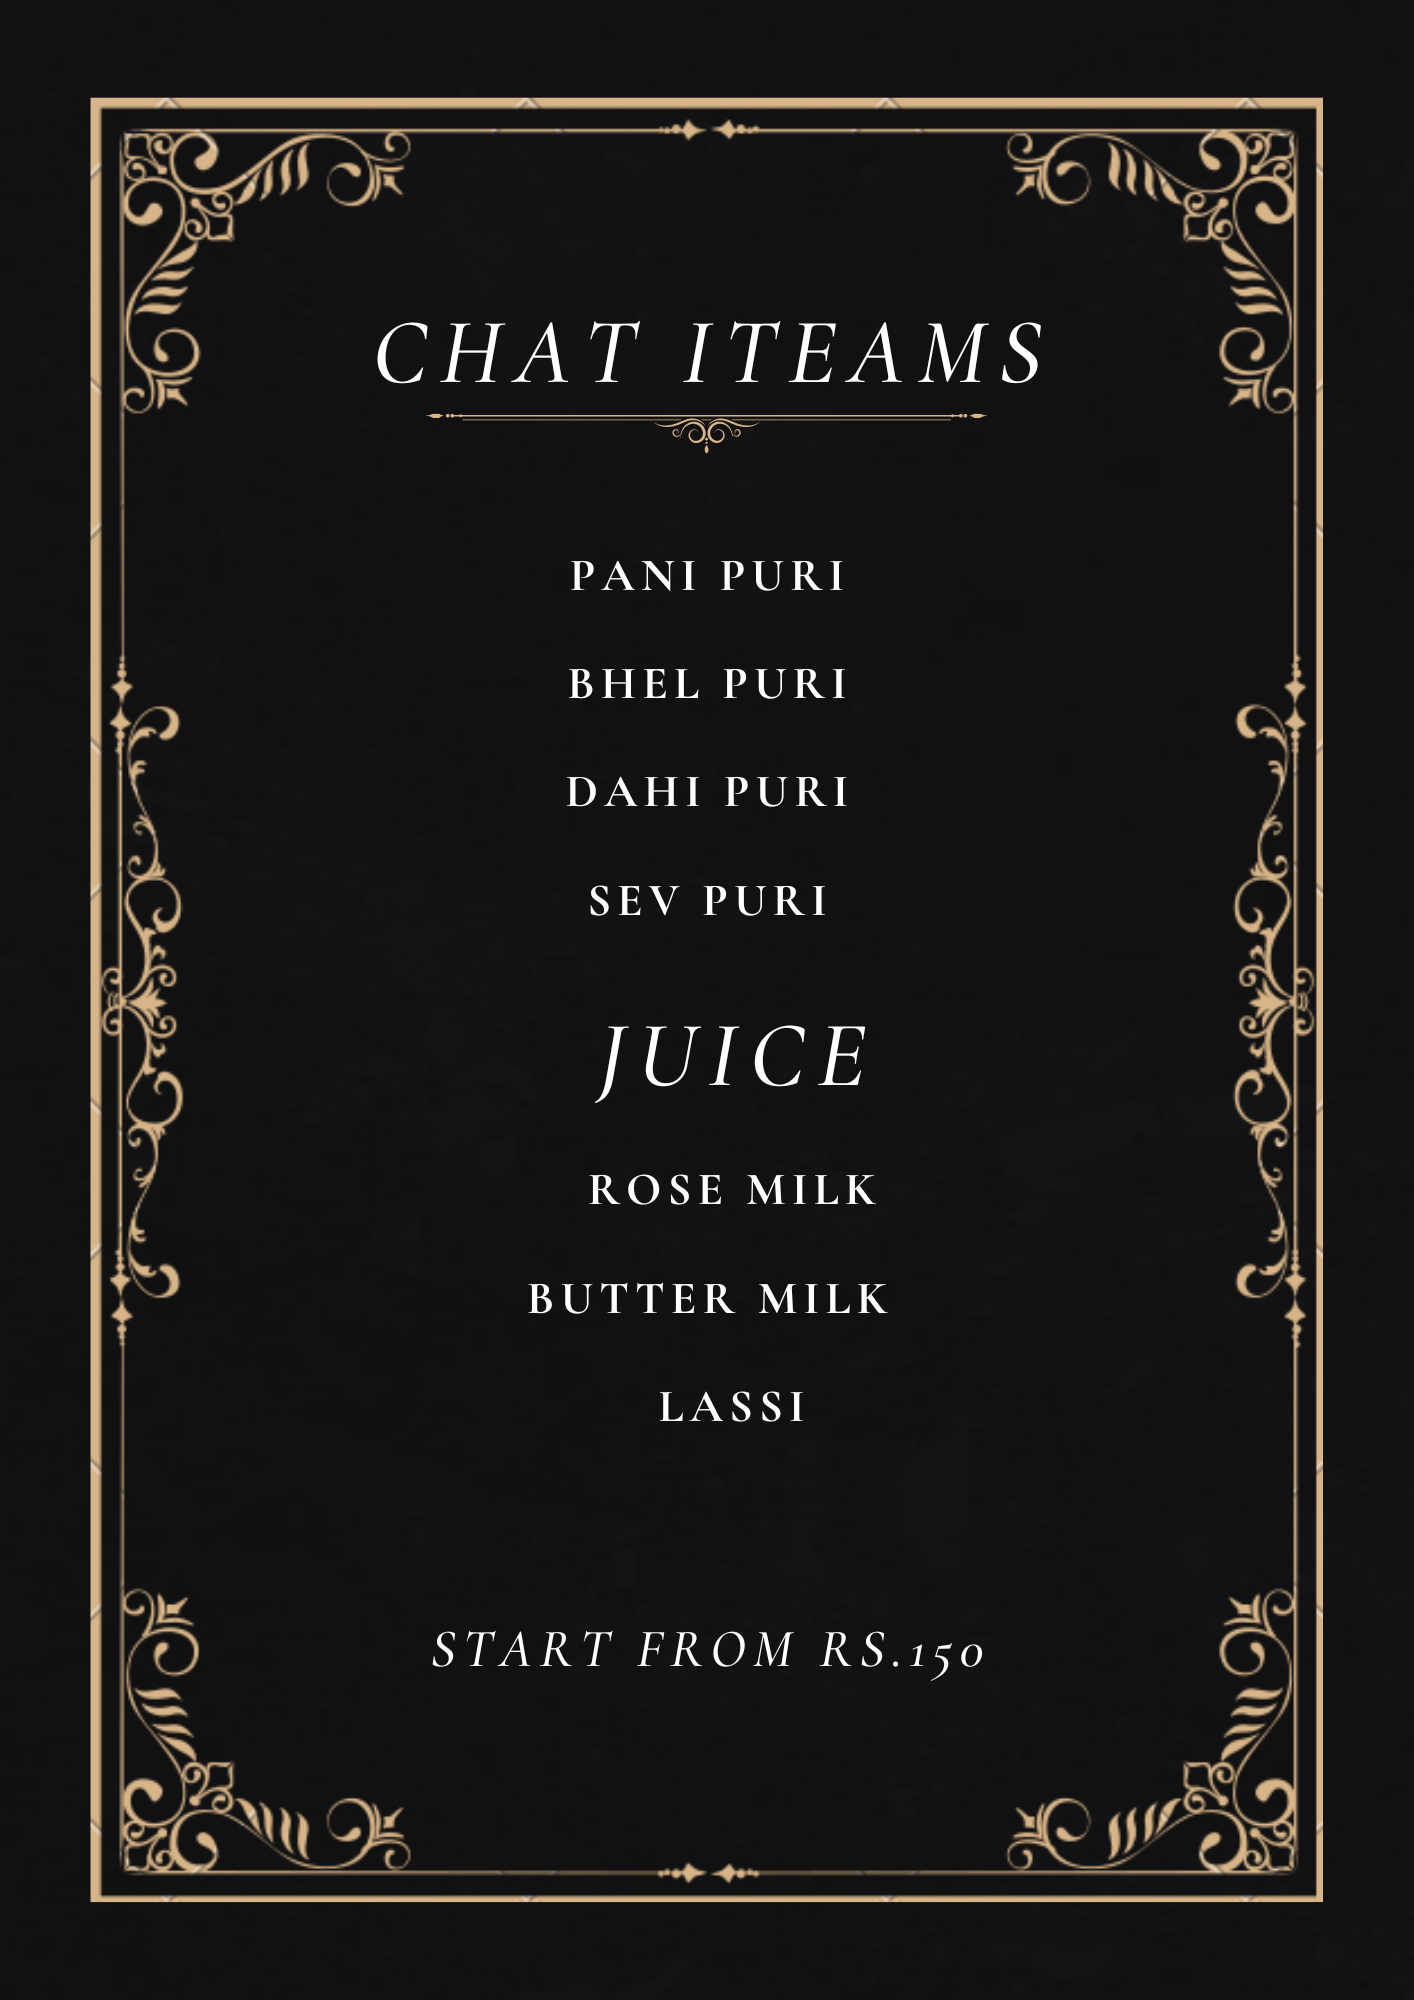 CHAT ITEAMS
PANI PURI
BHEL PURI
DAHI PURI
SEV PURI
JUICE
ROSE MILK
BUTTER MILK
LASSI
START FROM RS.150